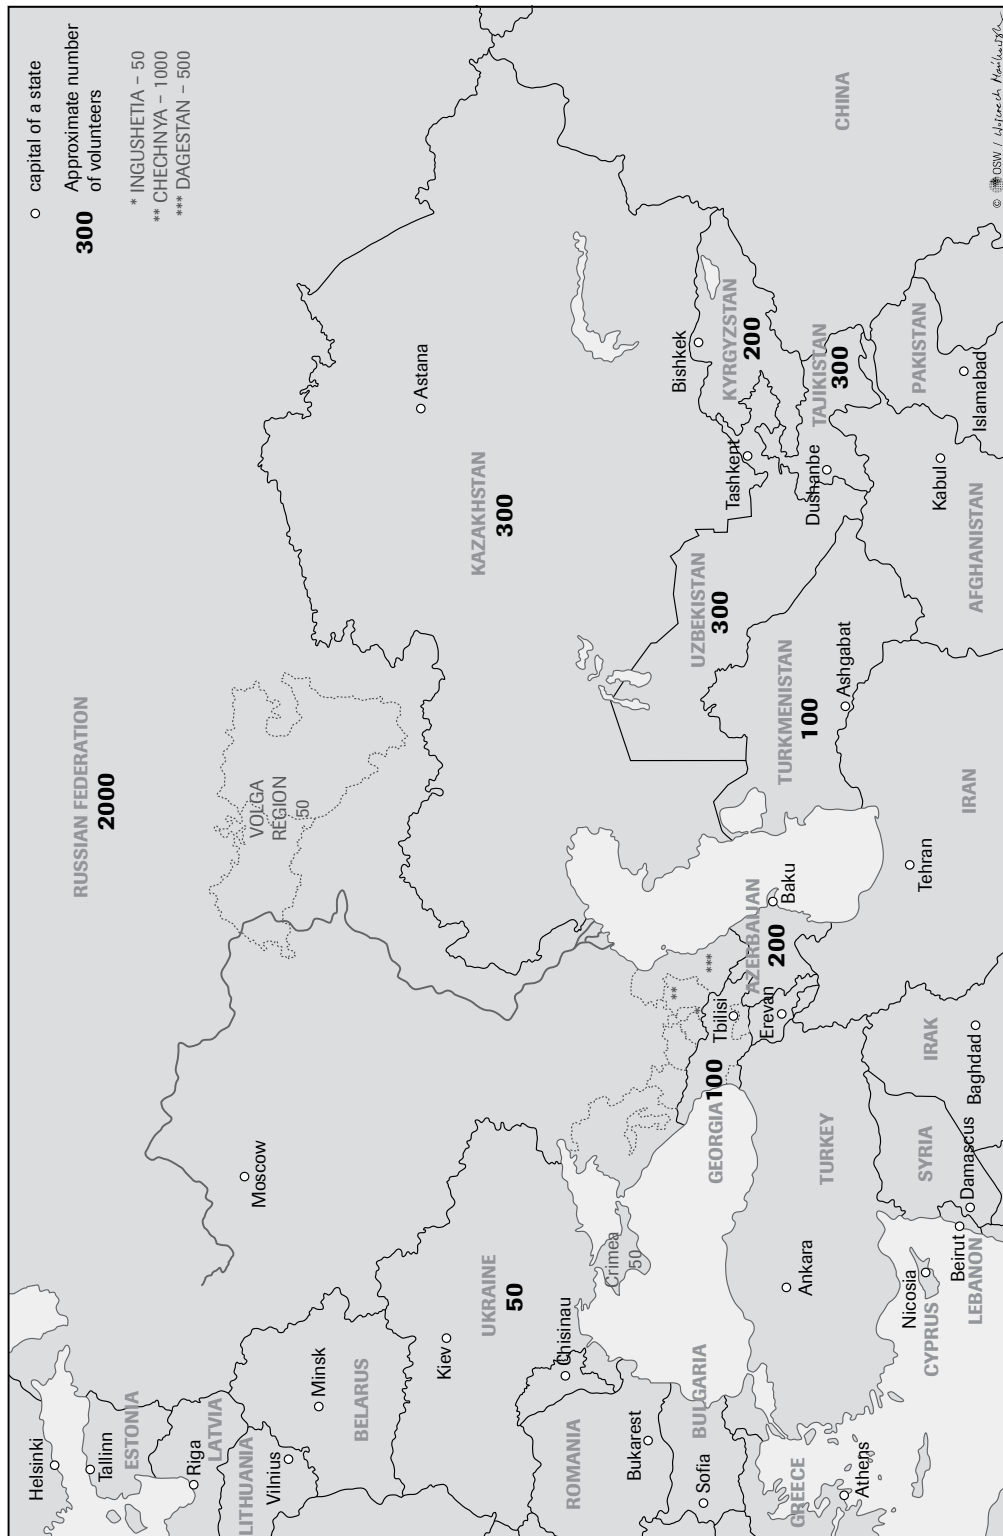 capital of a state
300 Approximate number
of volunteers
* INGUSHETIA – 50
** CHECHNYA – 1000
*** DAGESTAN – 500
RUSSIAN FEDERATION
2000
VOLGA
REGION
50
Moscow
Helsinki
Tallinn
ESTONIA
Riga
LATVIA
LITHUANIA
Vilnius
Minsk
BELARUS
Kiev
UKRAINE
50
Chisinau
Crimea
50
ROMANIA
Bukarest
BULGARIA
Sofia
GREECE
Athens
Astana
KAZAKHSTAN
300
Bishkek
KYRGYZSTAN
200
Tashkent
UZBEKISTAN
300
Dushanbe
TAJIKISTAN
300
TURKMENISTAN
100
Ashgabat
**
***
*
Tbilisi
GEORGIA
100
AZERBAIJAN
200
Baku
Erevan
TURKEY
Ankara
CYPRUS
Nicosia
LEBANON
Beirut
Damascus
SYRIA
IRAK
Baghdad
IRAN
Tehran
AFGHANISTAN
Kabul
PAKISTAN
Islamabad
CHINA
© OSW / Wojciech Mańkowski